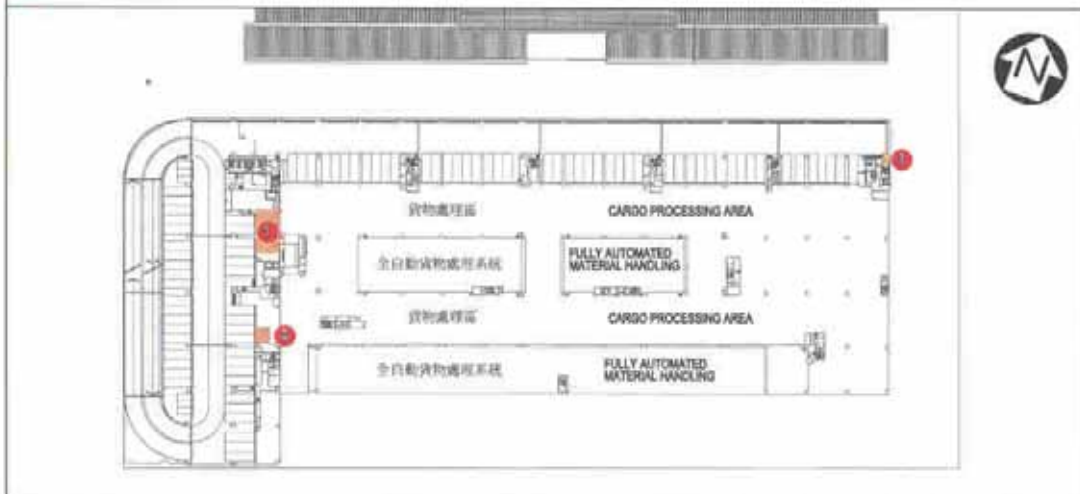 N
1
貨物處理區 CARGO PROCESSING AREA
全自動貨物處理系統
FULLY AUTOMATED
MATERIAL HANDLING
貨物處理區 CARGO PROCESSING AREA
全自動貨物處理系統
FULLY AUTOMATED
MATERIAL HANDLING